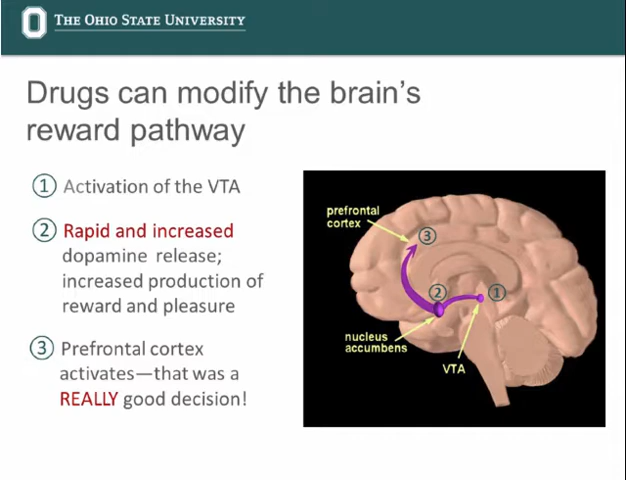 THE OHIO STATE UNIVERSITY
Drugs can modify the brain's
reward pathway
1 Activation of the VTA
2 Rapid and increased
dopamine release;
increased production of
reward and pleasure
3 Prefrontal cortex
activates—that was a
REALLY good decision!
prefrontal
cortex
3
2
1
nucleus
accumbens
VTA